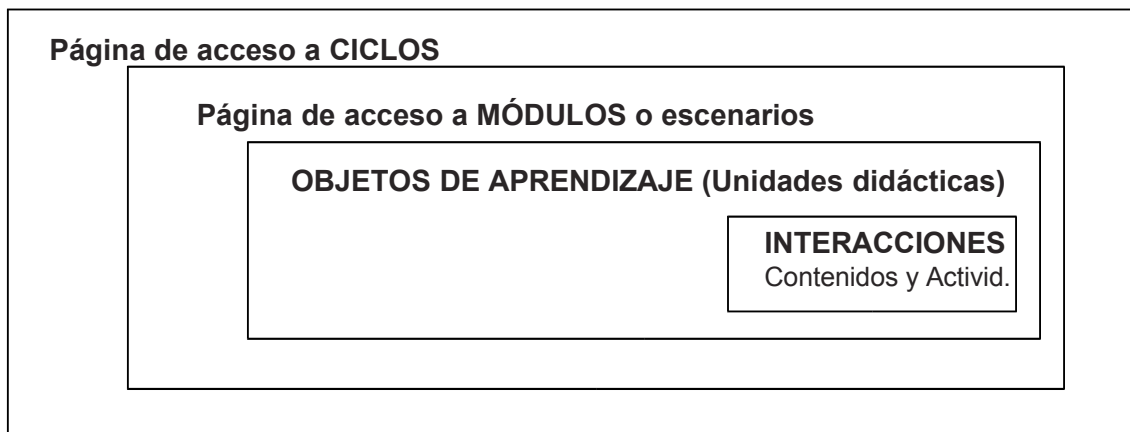 Página de acceso a CICLOS
Página de acceso a MÓDULOS o escenarios
OBJETOS DE APRENDIZAJE (Unidades didácticas)
INTERACCIONES
Contenidos y Activid.